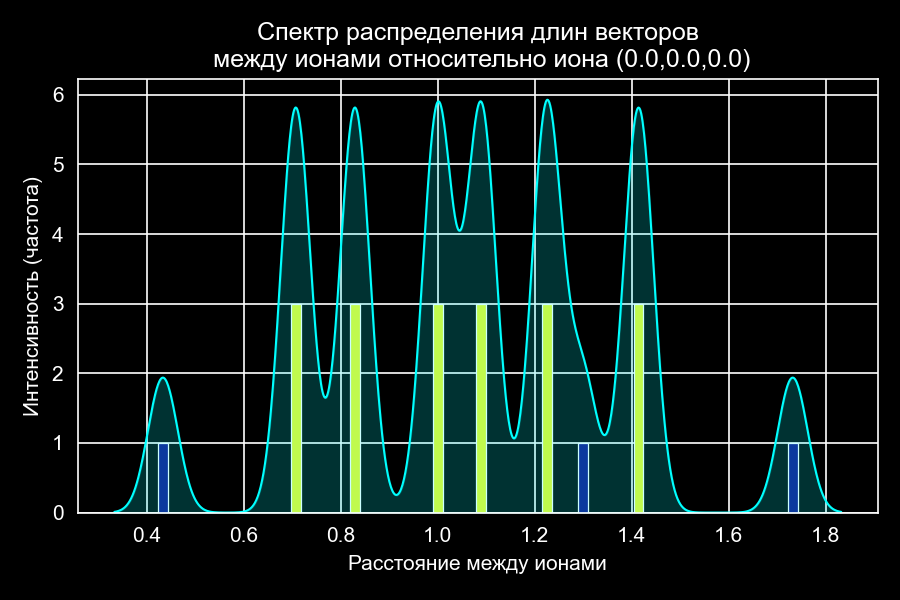 Спектр распределения длин векторов
между ионами относительно иона (0.0,0.0,0.0)
Интенсивность (частота)
6
5
4
3
2
1
0
0.4 0.6 0.8 1.0 1.2 1.4 1.6 1.8
Расстояние между ионами